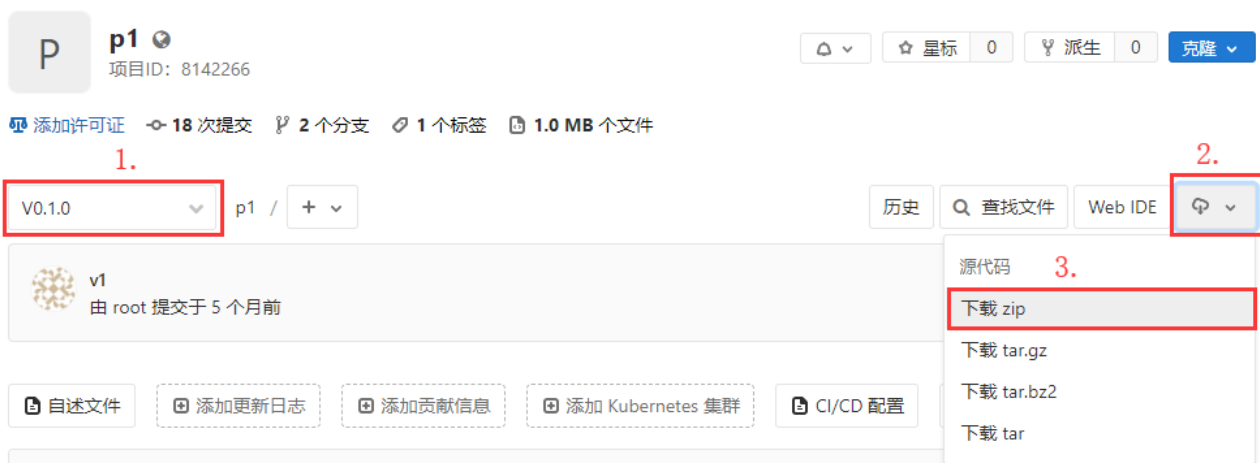 P
p1
项目ID：8142266
星标 0 派生 0 克隆
添加许可证 18 次提交 2 个分支 1 个标签 1.0 MB 个文件
1.
2.
V0.1.0 p1 / + 历史 查找文件 Web IDE
源代码 3.
v1
由 root 提交于 5 个月前
下载 zip
下载 tar.gz
下载 tar.bz2
下载 tar
自述文件 添加更新日志 添加贡献信息 添加 Kubernetes 集群 CI/CD 配置